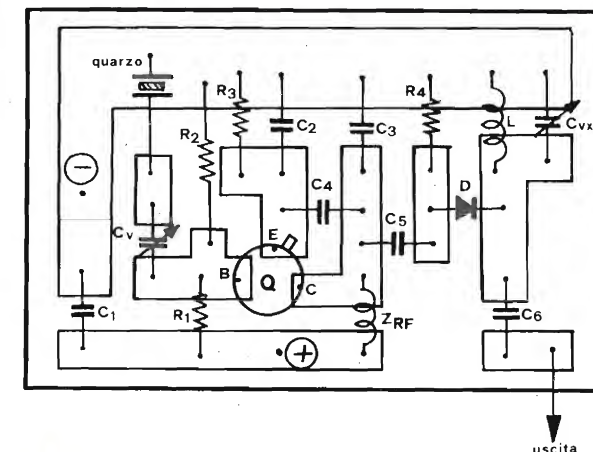 quarzo
R3
R4
R2
C2
C3
L
Cvx
−
C4
D
Cv
E
C5
B
Q
C
C1
R1
ZRF
C6
+
uscita